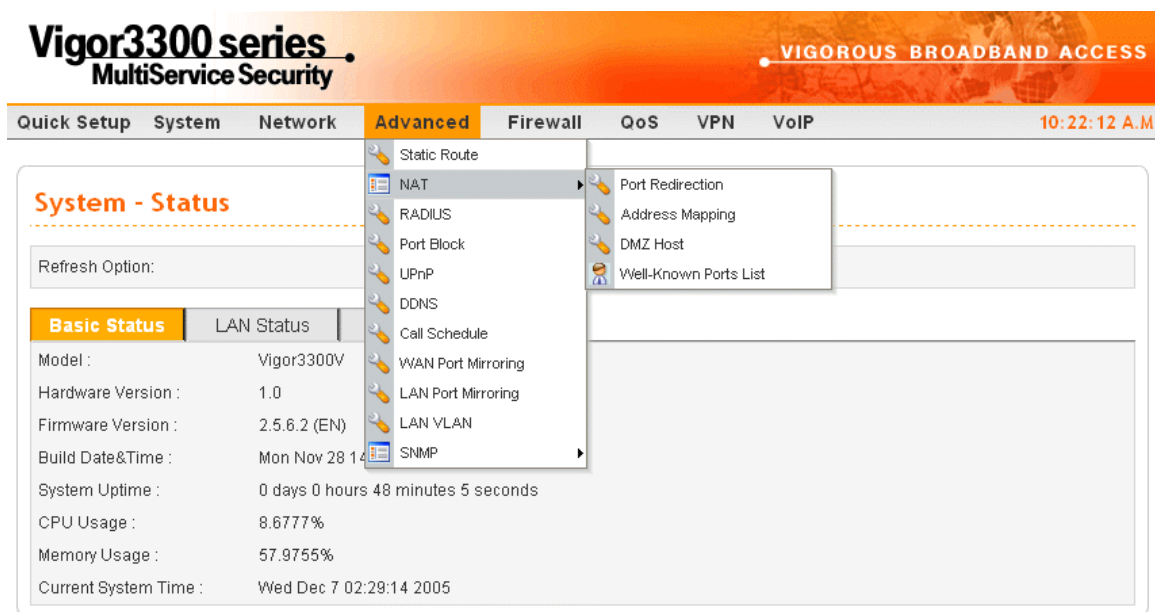 Vigor3300 series
MultiService Security
VIGOROUS BROADBAND ACCESS
Quick Setup System Network Advanced Firewall QoS VPN VoIP 10:22:12 A.M
Static Route
NAT
RADIUS
Port Block
UPnP
DDNS
Call Schedule
WAN Port Mirroring
LAN Port Mirroring
LAN VLAN
SNMP
Port Redirection
Address Mapping
DMZ Host
Well-Known Ports List
System - Status
Refresh Option:
Basic Status LAN Status
Model : Vigor3300V
Hardware Version : 1.0
Firmware Version : 2.5.6.2 (EN)
Build Date&Time : Mon Nov 28 14
System Uptime : 0 days 0 hours 48 minutes 5 seconds
CPU Usage : 8.6777%
Memory Usage : 57.9755%
Current System Time : Wed Dec 7 02:29:14 2005